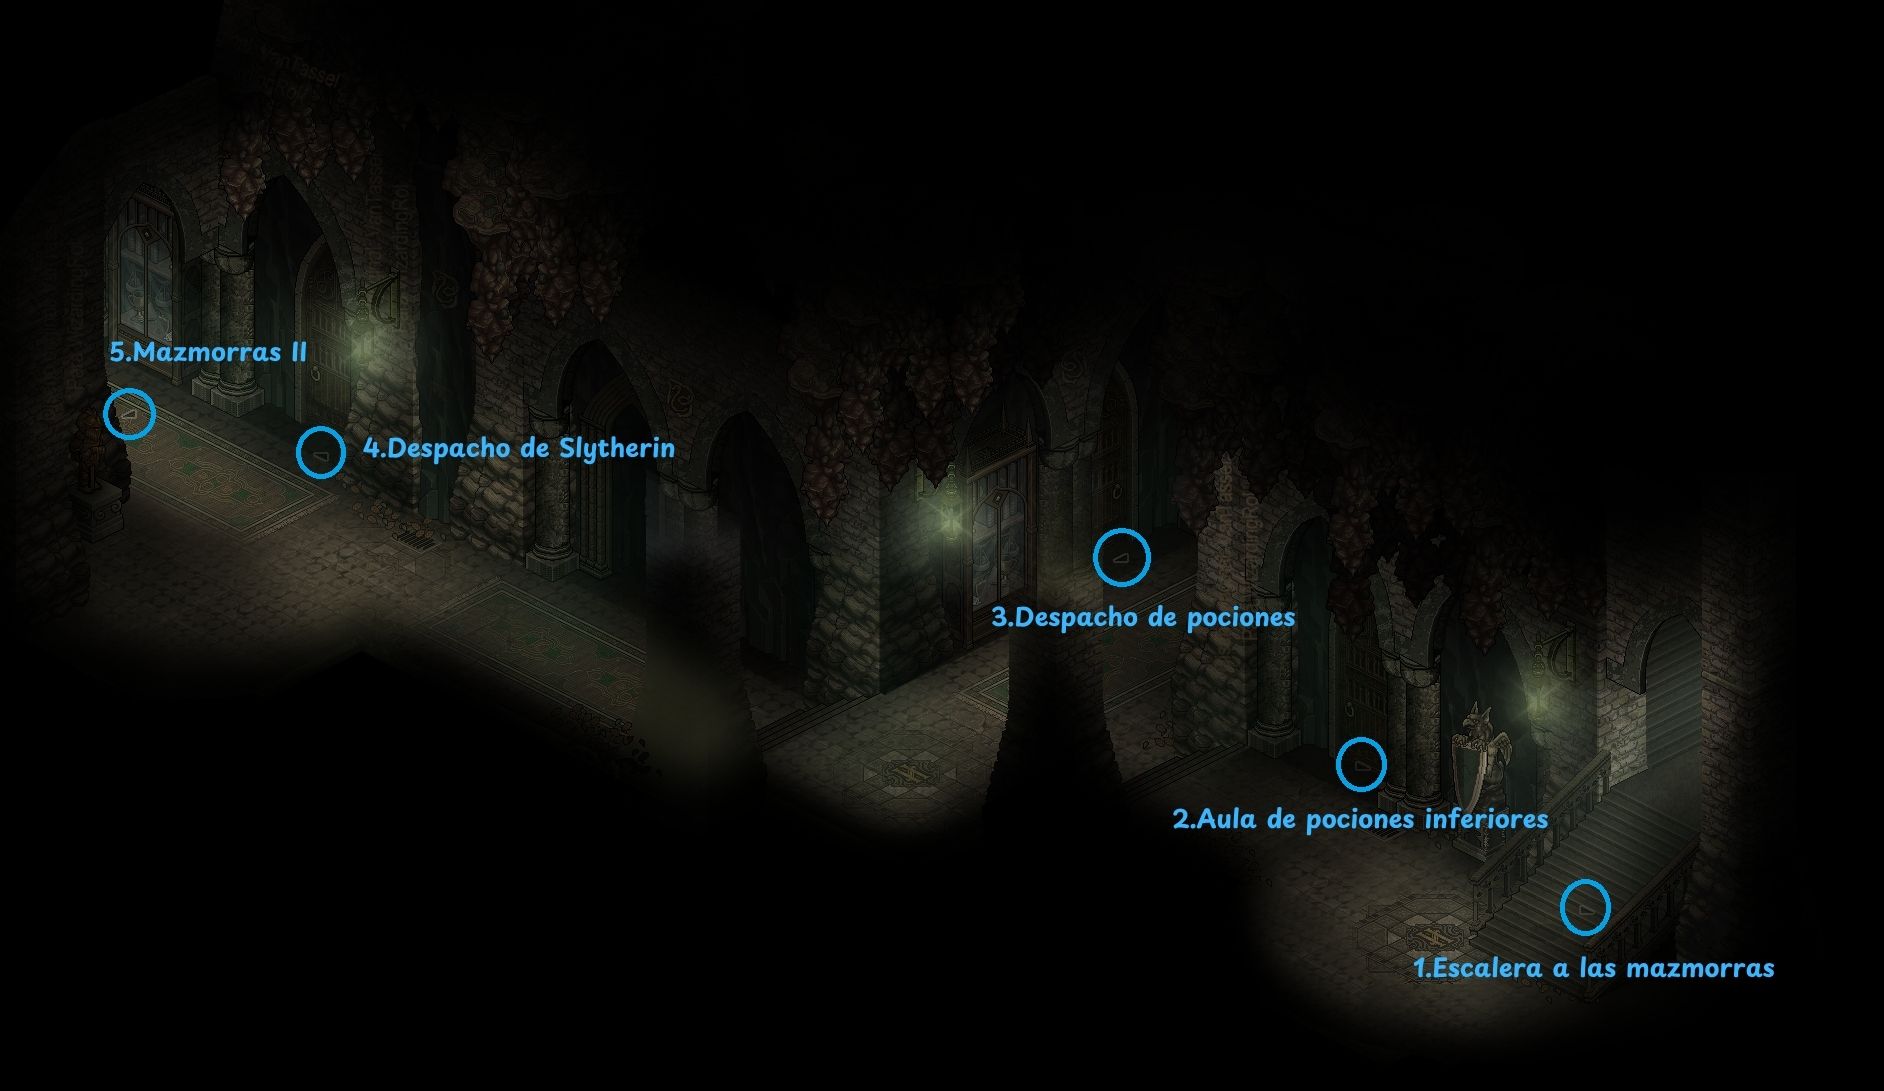 5.Mazmorras II
4.Despacho de Slytherin
3.Despacho de pociones
2.Aula de pociones inferiores
1.Escalera a las mazmorras